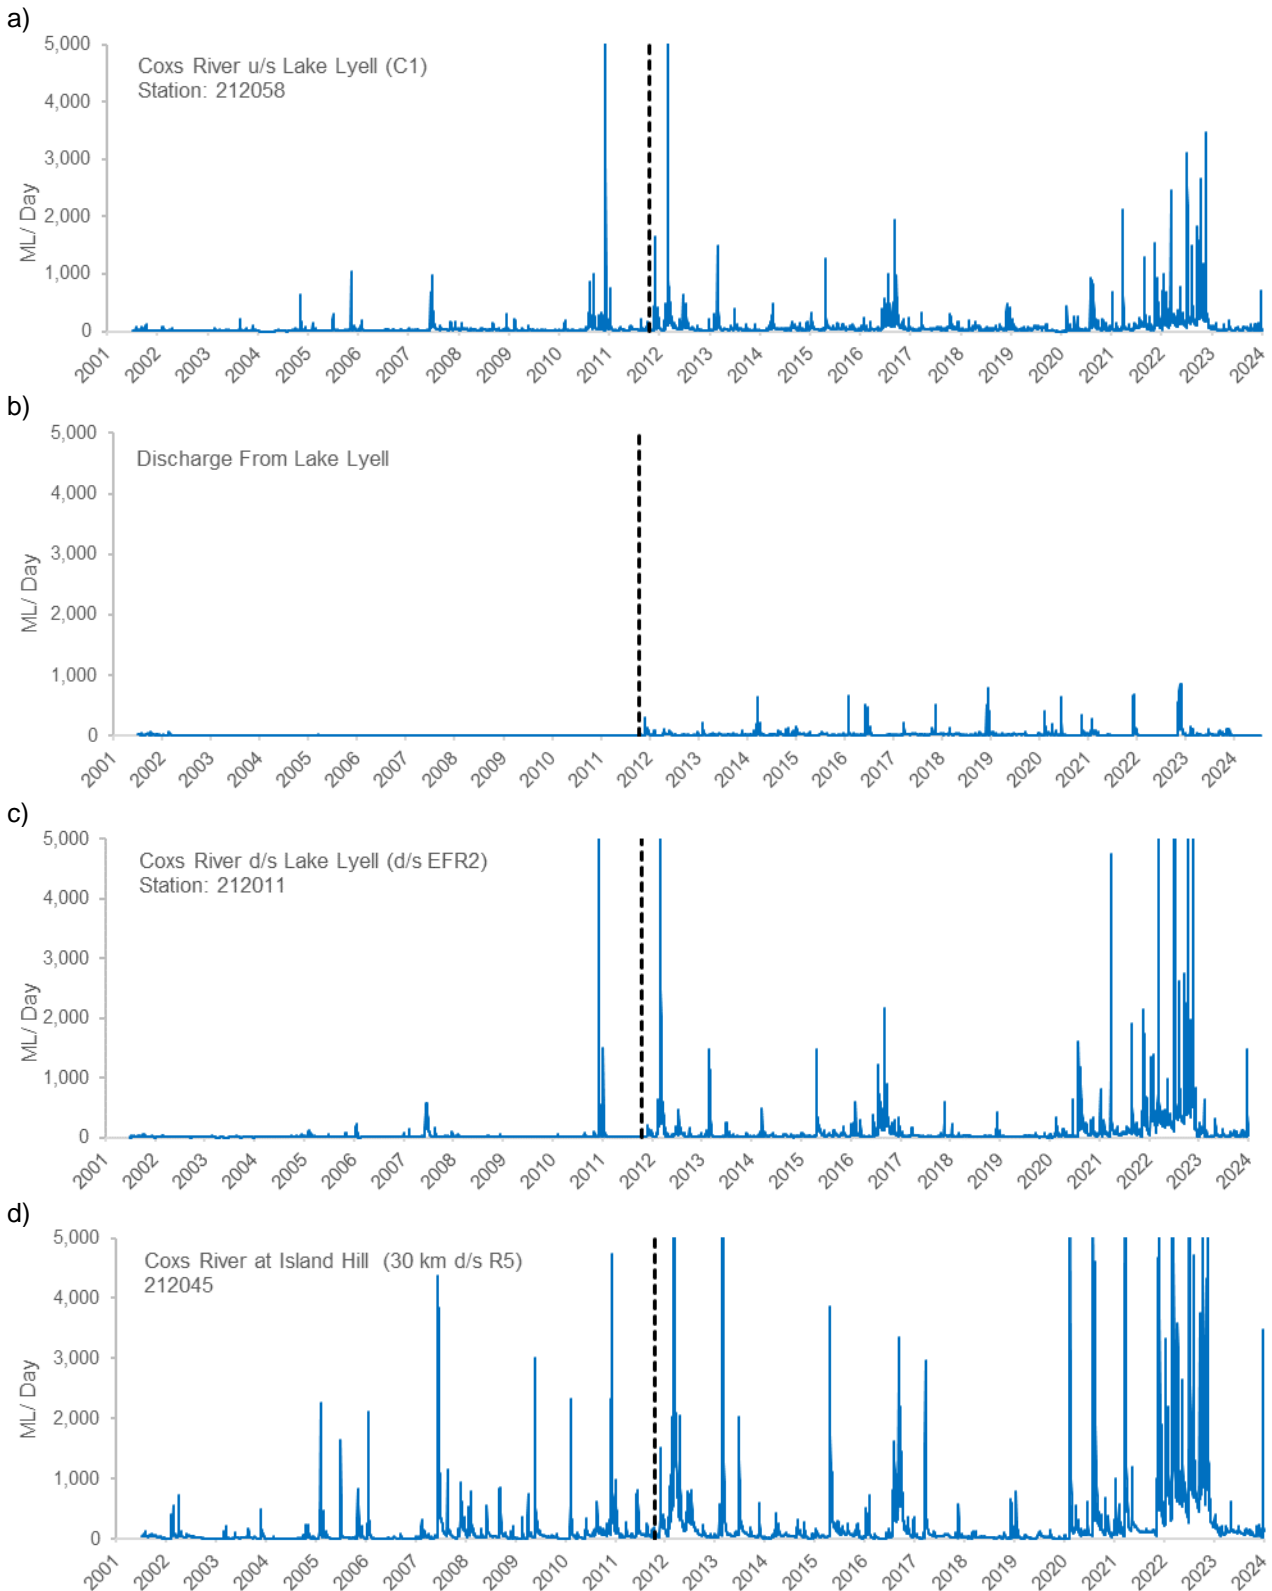 a)
5,000
4,000
3,000
2,000
1,000
0
ML/ Day
Coxs River u/s Lake Lyell (C1)
Station: 212058
2001 2002 2003 2004 2005 2006 2007 2008 2009 2010 2011 2012 2013 2014 2015 2016 2017 2018 2019 2020 2021 2022 2023 2024
b)
5,000
4,000
3,000
2,000
1,000
0
ML/ Day
Discharge From Lake Lyell
2001 2002 2003 2004 2005 2006 2007 2008 2009 2010 2011 2012 2013 2014 2015 2016 2017 2018 2019 2020 2021 2022 2023 2024
c)
5,000
4,000
3,000
2,000
1,000
0
ML/ Day
Coxs River d/s Lake Lyell (d/s EFR2)
Station: 212011
2001 2002 2003 2004 2005 2006 2007 2008 2009 2010 2011 2012 2013 2014 2015 2016 2017 2018 2019 2020 2021 2022 2023 2024
d)
5,000
4,000
3,000
2,000
1,000
0
ML/ Day
Coxs River at Island Hill (30 km d/s R5)
212045
2001 2002 2003 2004 2005 2006 2007 2008 2009 2010 2011 2012 2013 2014 2015 2016 2017 2018 2019 2020 2021 2022 2023 2024